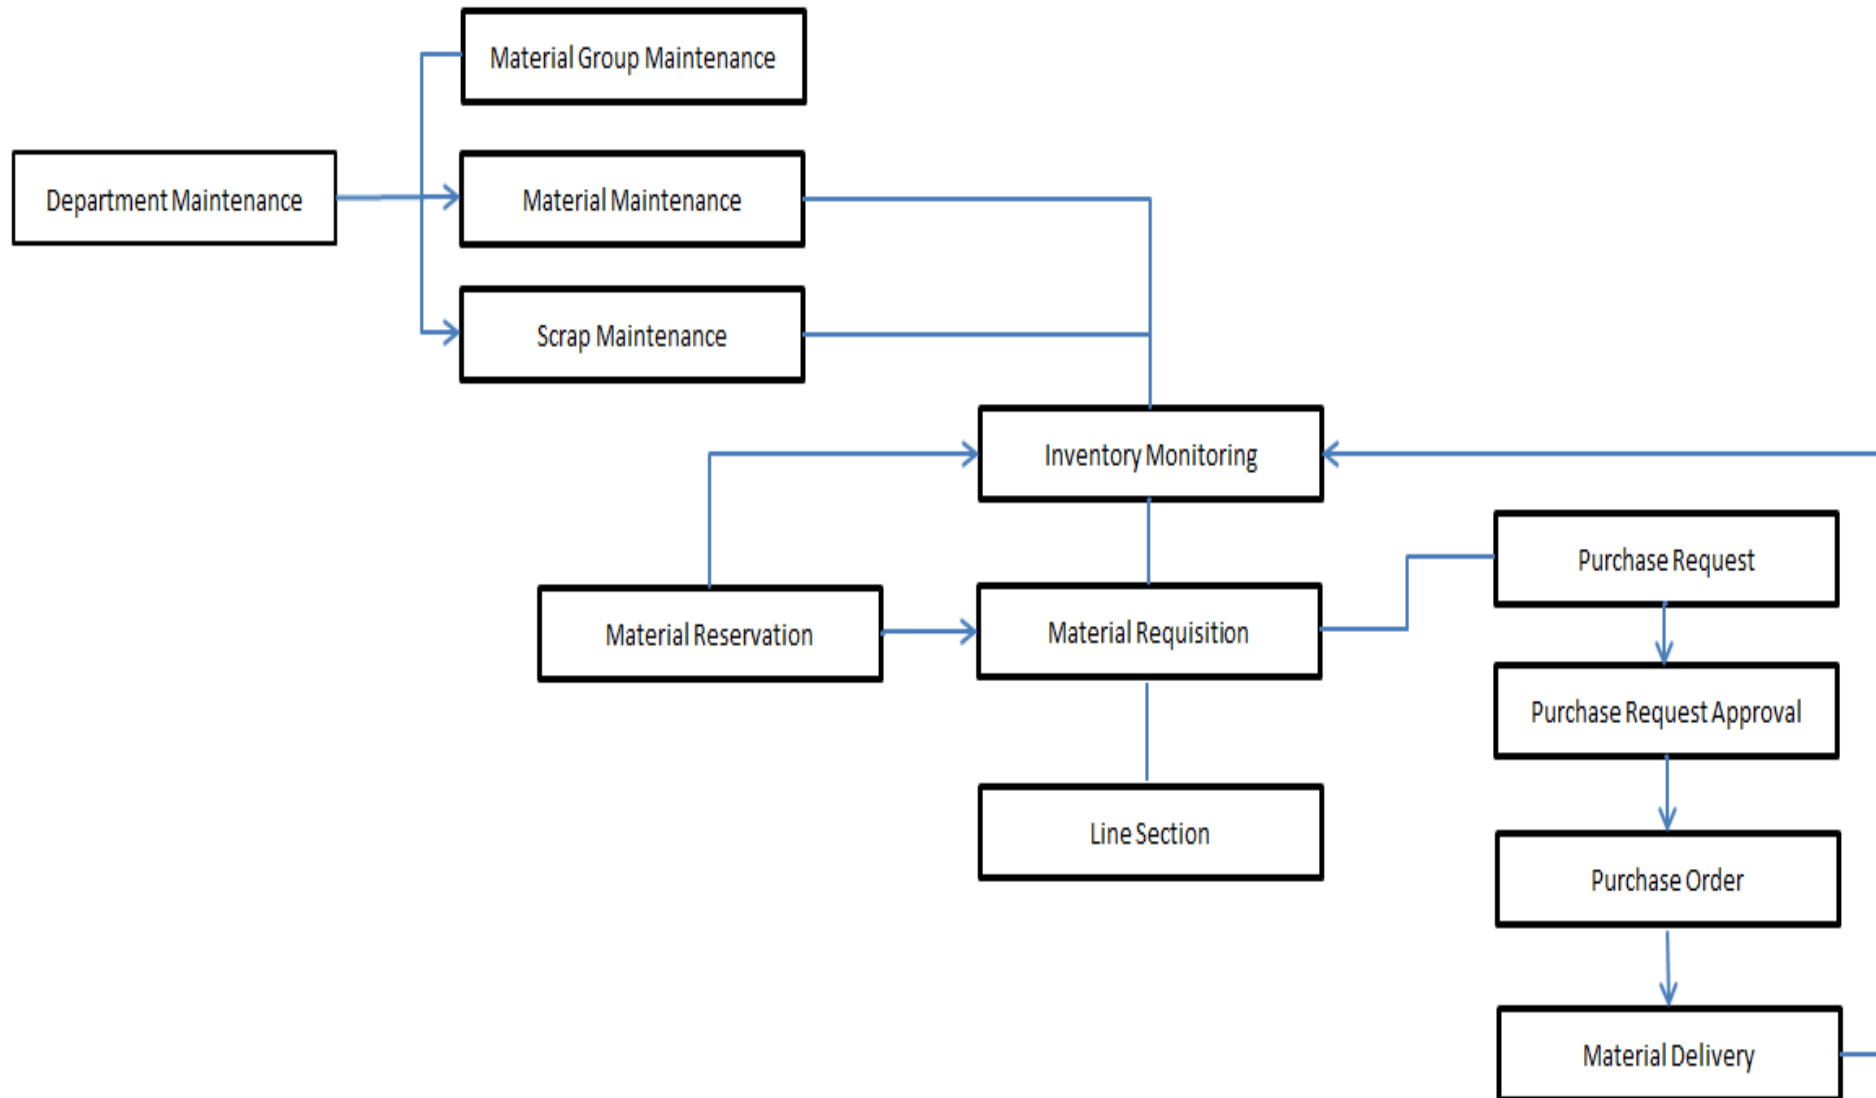 Material Group Maintenance
Department Maintenance
Material Maintenance
Scrap Maintenance
Inventory Monitoring
Purchase Request
Material Reservation
Material Requisition
Purchase Request Approval
Line Section
Purchase Order
Material Delivery